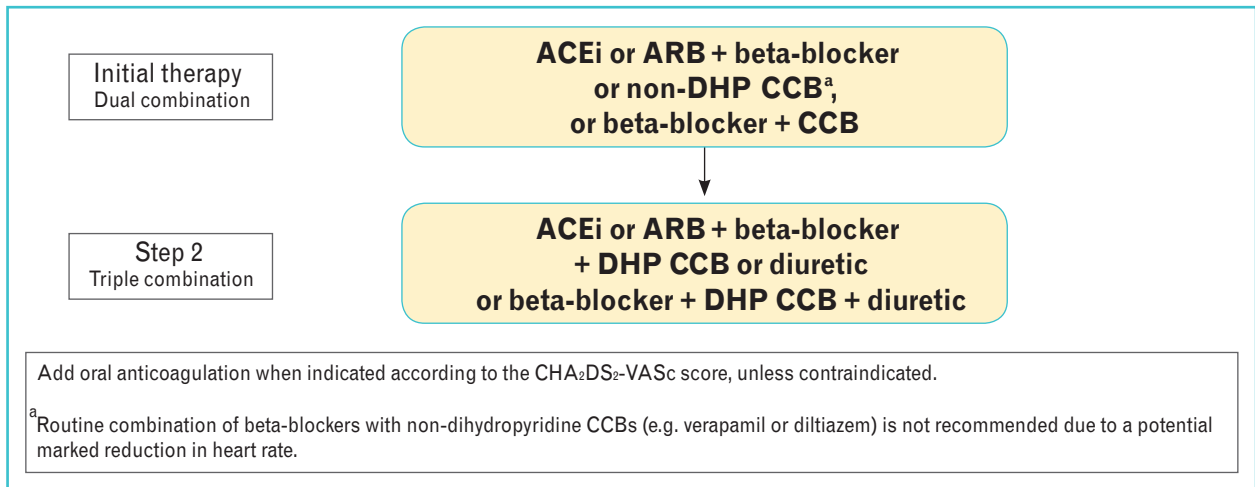 Initial therapy
Dual combination
ACEi or ARB + beta-blocker
or non-DHP CCBᵃ,
or beta-blocker + CCB
Step 2
Triple combination
ACEi or ARB + beta-blocker
+ DHP CCB or diuretic
or beta-blocker + DHP CCB + diuretic
Add oral anticoagulation when indicated according to the CHA₂DS₂-VASc score, unless contraindicated.
ᵃRoutine combination of beta-blockers with non-dihydropyridine CCBs (e.g. verapamil or diltiazem) is not recommended due to a potential
marked reduction in heart rate.